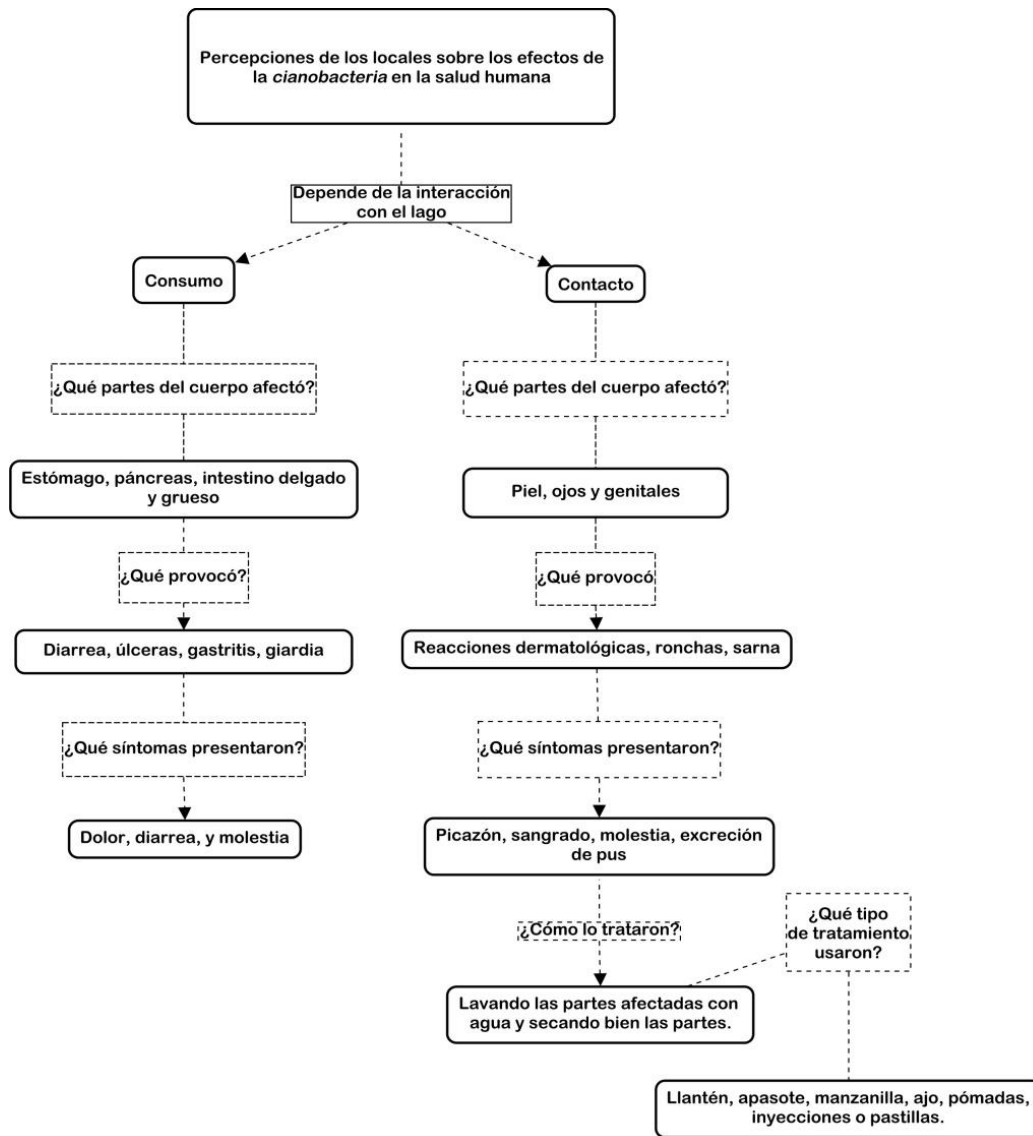 Percepciones de los locales sobre los efectos de
la cianobacteria en la salud humana
Depende de la interacción
con el lago
Consumo
Contacto
¿Qué partes del cuerpo afectó?
¿Qué partes del cuerpo afectó?
Estómago, páncreas, intestino delgado
y grueso
Piel, ojos y genitales
¿Qué provocó?
¿Qué provocó
Diarrea, úlceras, gastritis, giardia
Reacciones dermatológicas, ronchas, sarna
¿Qué síntomas presentaron?
¿Qué síntomas presentaron?
Dolor, diarrea, y molestia
Picazón, sangrado, molestia, excreción
de pus
¿Cómo lo trataron?
¿Qué tipo
de tratamiento
usaron?
Lavando las partes afectadas con
agua y secando bien las partes.
Llantén, apasote, manzanilla, ajo, pómadas,
inyecciones o pastillas.